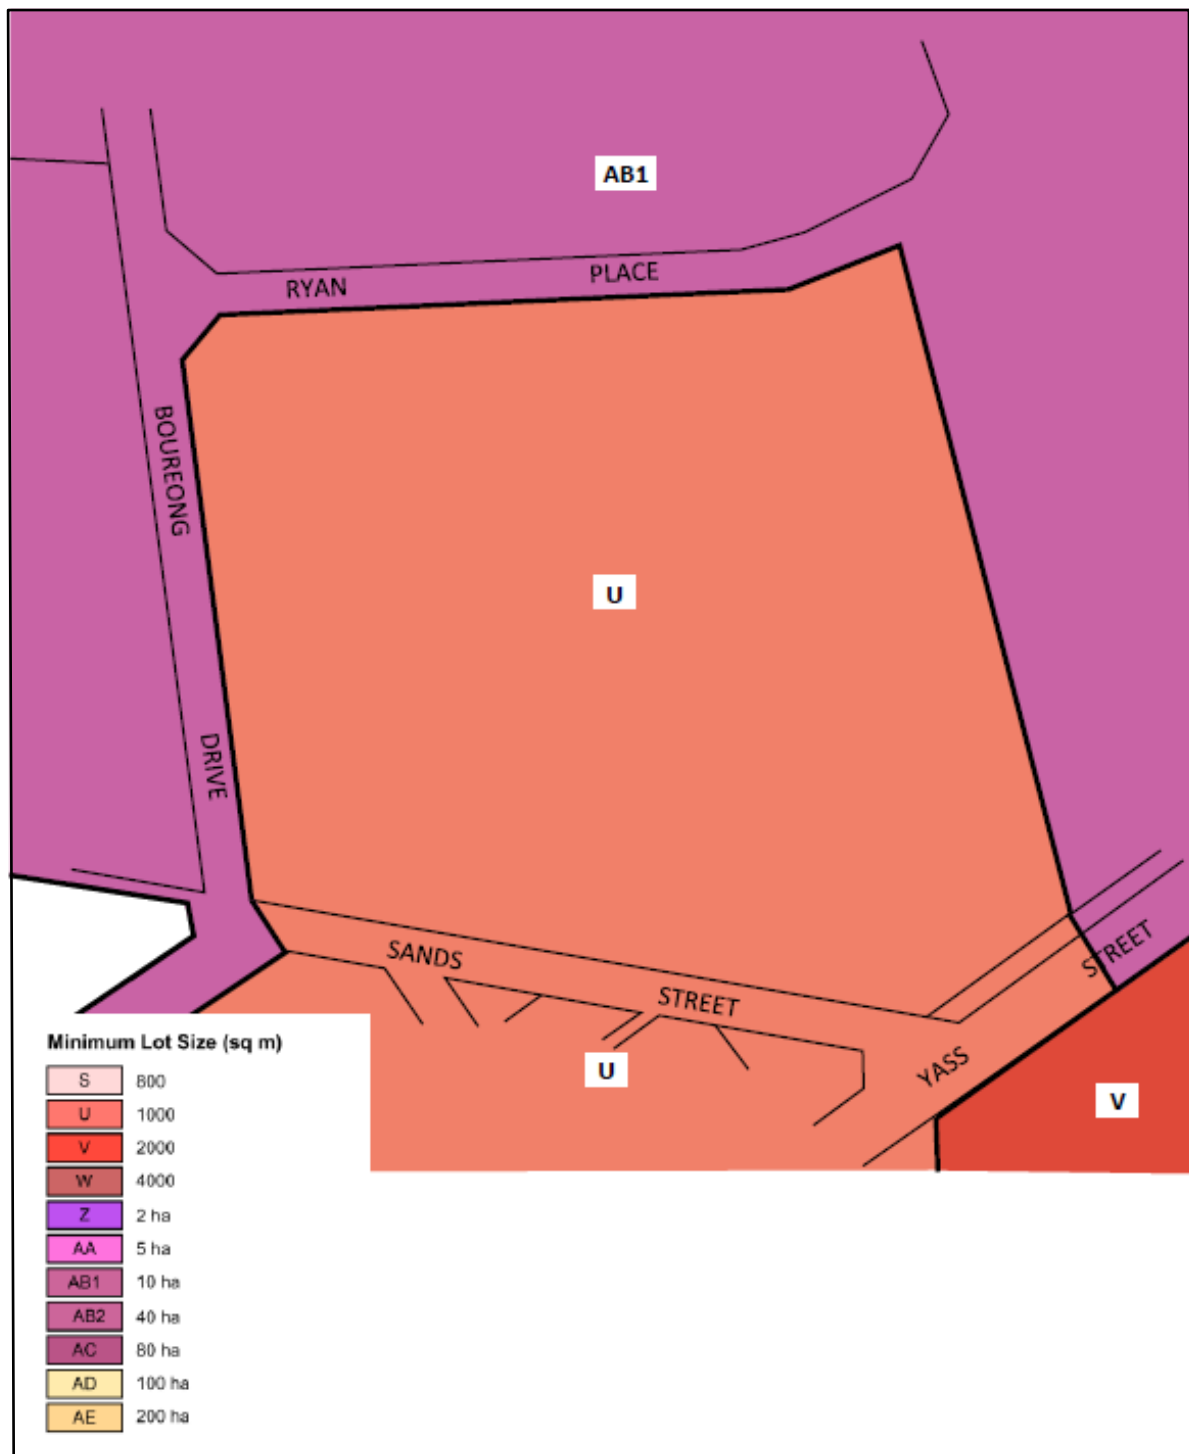 AB1
RYAN PLACE
BOUREONG
DRIVE
U
SANDS STREET
YASS STREET
U
V
Minimum Lot Size (sq m)
S 800
U 1000
V 2000
W 4000
Z 2 ha
AA 5 ha
AB1 10 ha
AB2 40 ha
AC 80 ha
AD 100 ha
AE 200 ha